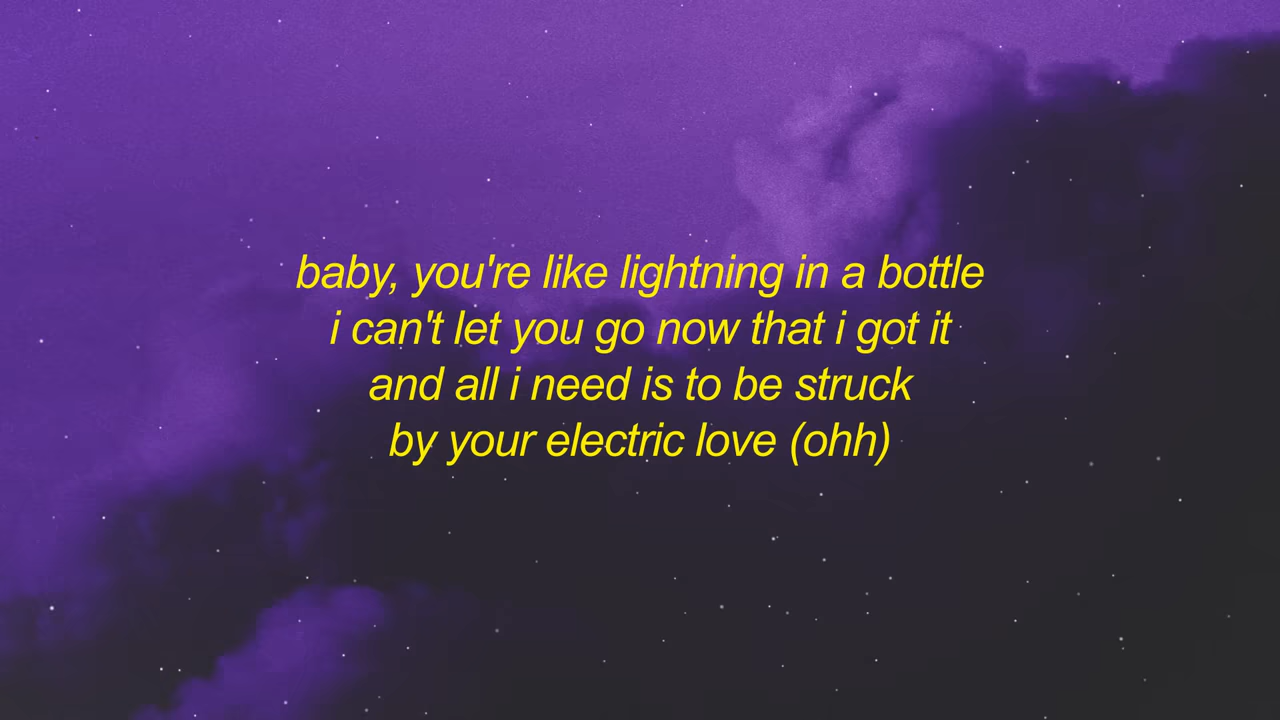 baby, you're like lightning in a bottle
i can't let you go now that i got it
and all i need is to be struck
by your electric love (ohh)